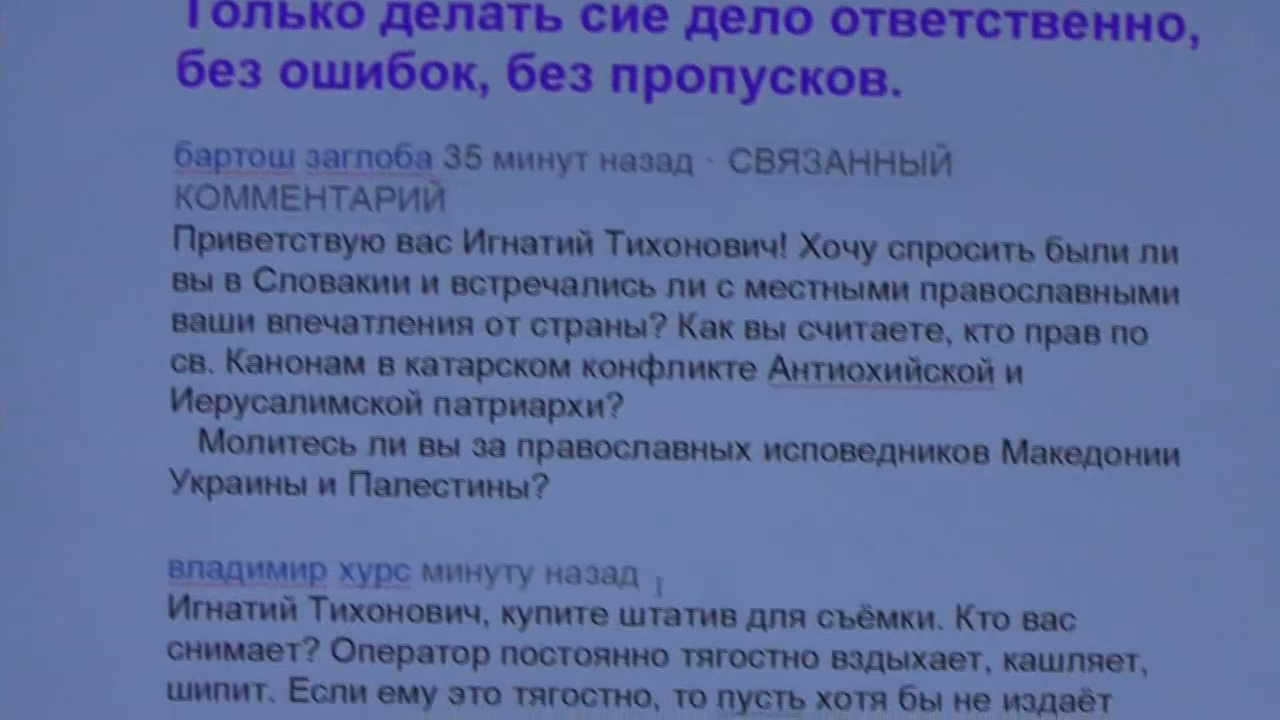 Только делать сие дело ответственно,
без ошибок, без пропусков.
бартош заглоба 35 минут назад · СВЯЗАННЫЙ
КОММЕНТАРИЙ
Приветствую вас Игнатий Тихонович! Хочу спросить были ли
вы в Словакии и встречались ли с местными православными
ваши впечатления от страны? Как вы считаете, кто прав по
св. Канонам в катарском конфликте Антиохийской и
Иерусалимской патриархи?
Молитесь ли вы за православных исповедников Македонии
Украины и Палестины?
владимир хурс минуту назад
Игнатий Тихонович, купите штатив для съёмки. Кто вас
снимает? Оператор постоянно тягостно вздыхает, кашляет,
шипит. Если ему это тягостно, то пусть хотя бы не издаёт